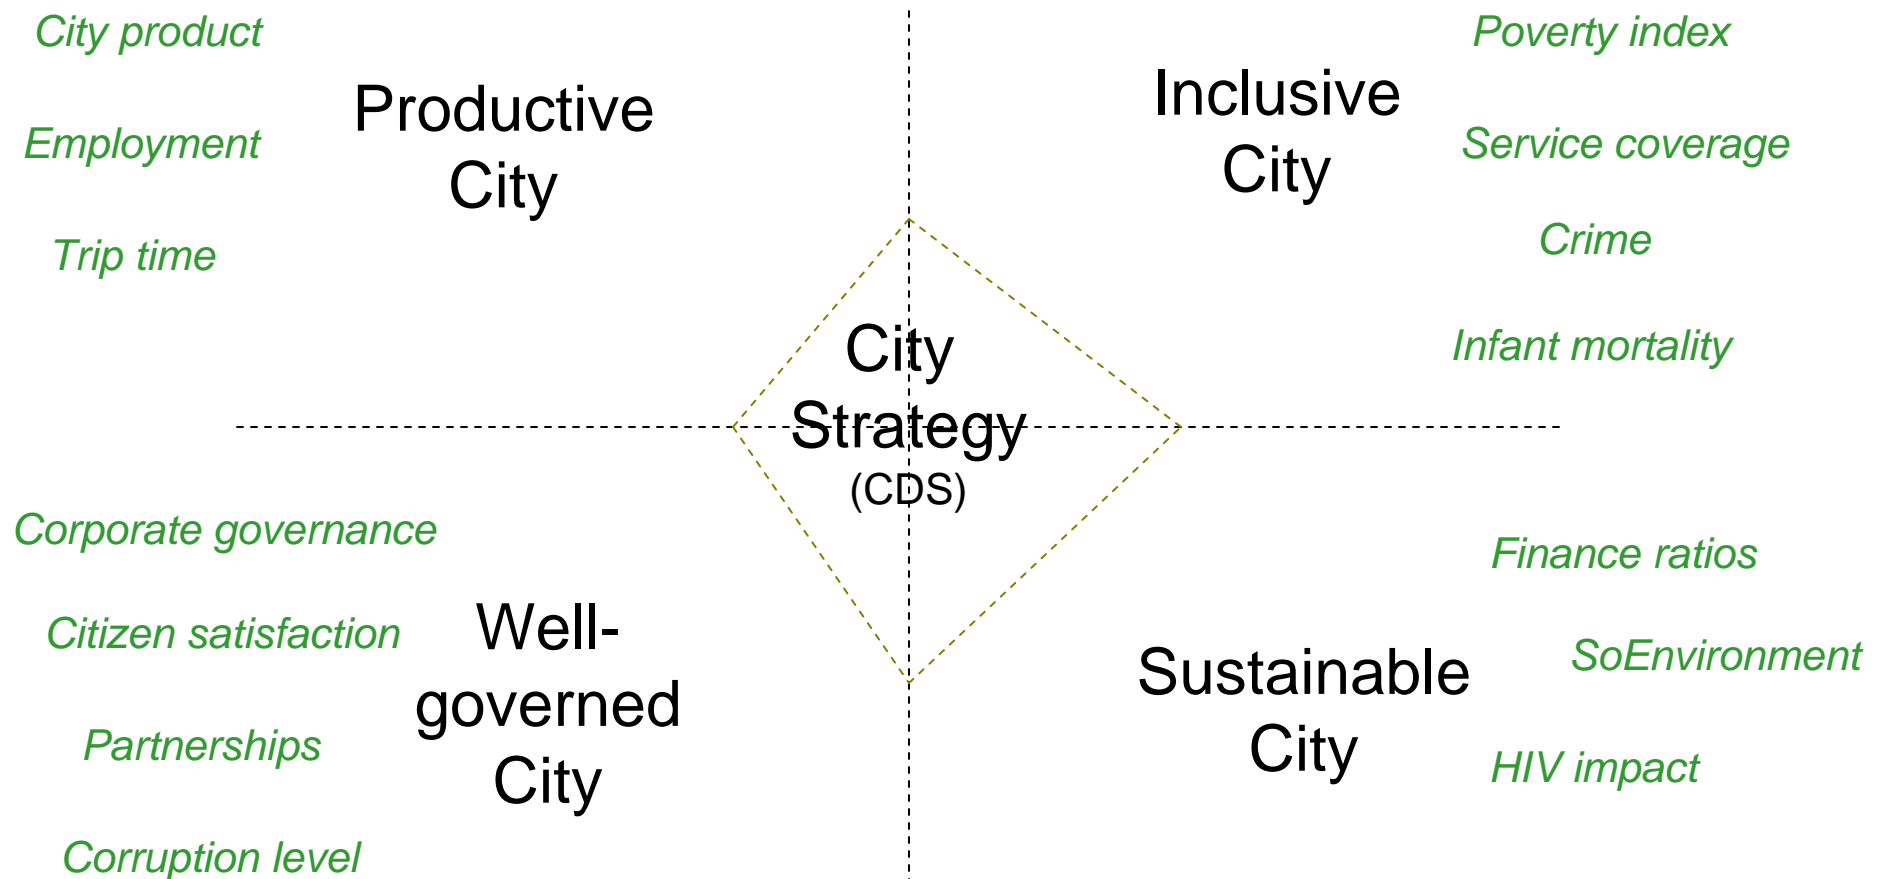 City product
Employment
Trip time
Productive
City
Inclusive
City
Poverty index
Service coverage
Crime
Infant mortality
City
Strategy
(CDS)
Corporate governance
Citizen satisfaction
Partnerships
Corruption level
Well-
governed
City
Sustainable
City
Finance ratios
SoEnvironment
HIV impact